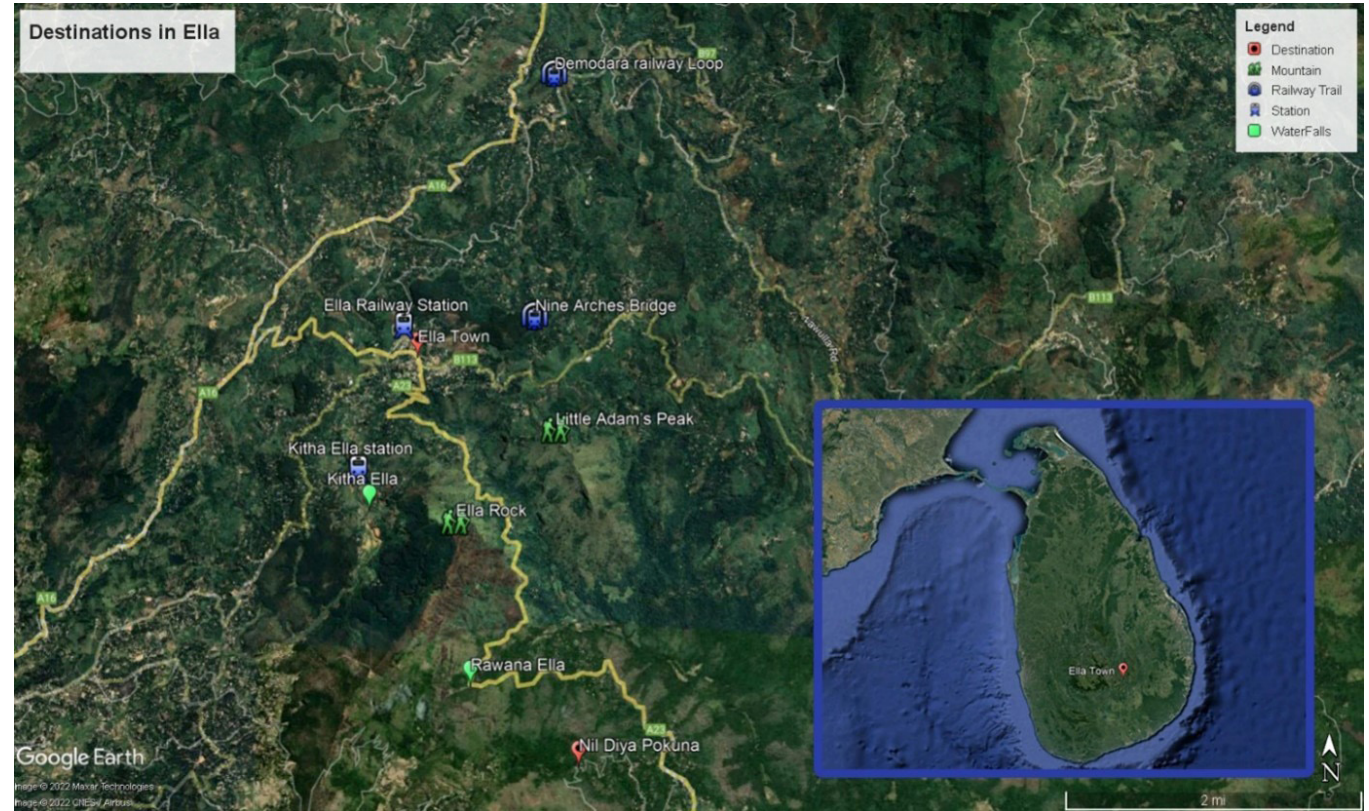 Destinations in Ella
Legend
Destination
Mountain
Railway Trail
Station
WaterFalls
Demodara railway Loop
B97
A16
Ella Railway Station
Nine Arches Bridge
B113
Ella Town
B113
A23
A16
Little Adam's Peak
Kitha Ella station
Kitha Ella
Ella Rock
A16
Rawana Ella
Ella Town
A23
Nil Diya Pokuna
Google Earth
Image © 2022 Maxar Technologies
Image © 2022 CNES / Airbus
N
2 mi